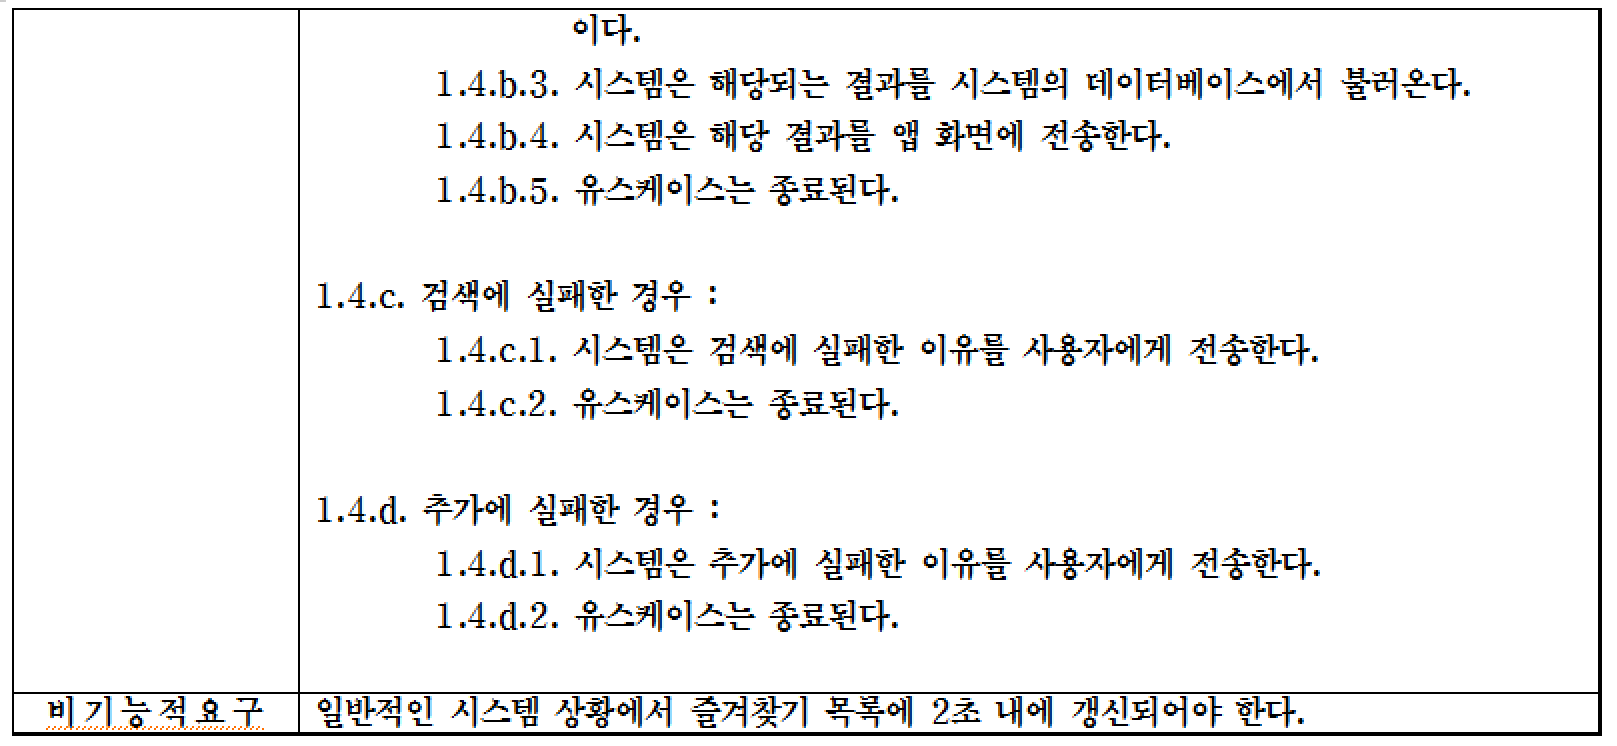 이다.
1.4.b.3. 시스템은 해당되는 결과를 시스템의 데이터베이스에서 불러온다.
1.4.b.4. 시스템은 해당 결과를 앱 화면에 전송한다.
1.4.b.5. 유스케이스는 종료된다.
1.4.c. 검색에 실패한 경우 :
1.4.c.1. 시스템은 검색에 실패한 이유를 사용자에게 전송한다.
1.4.c.2. 유스케이스는 종료된다.
1.4.d. 추가에 실패한 경우 :
1.4.d.1. 시스템은 추가에 실패한 이유를 사용자에게 전송한다.
1.4.d.2. 유스케이스는 종료된다.
비기능적요구 일반적인 시스템 상황에서 즐겨찾기 목록에 2초 내에 갱신되어야 한다.